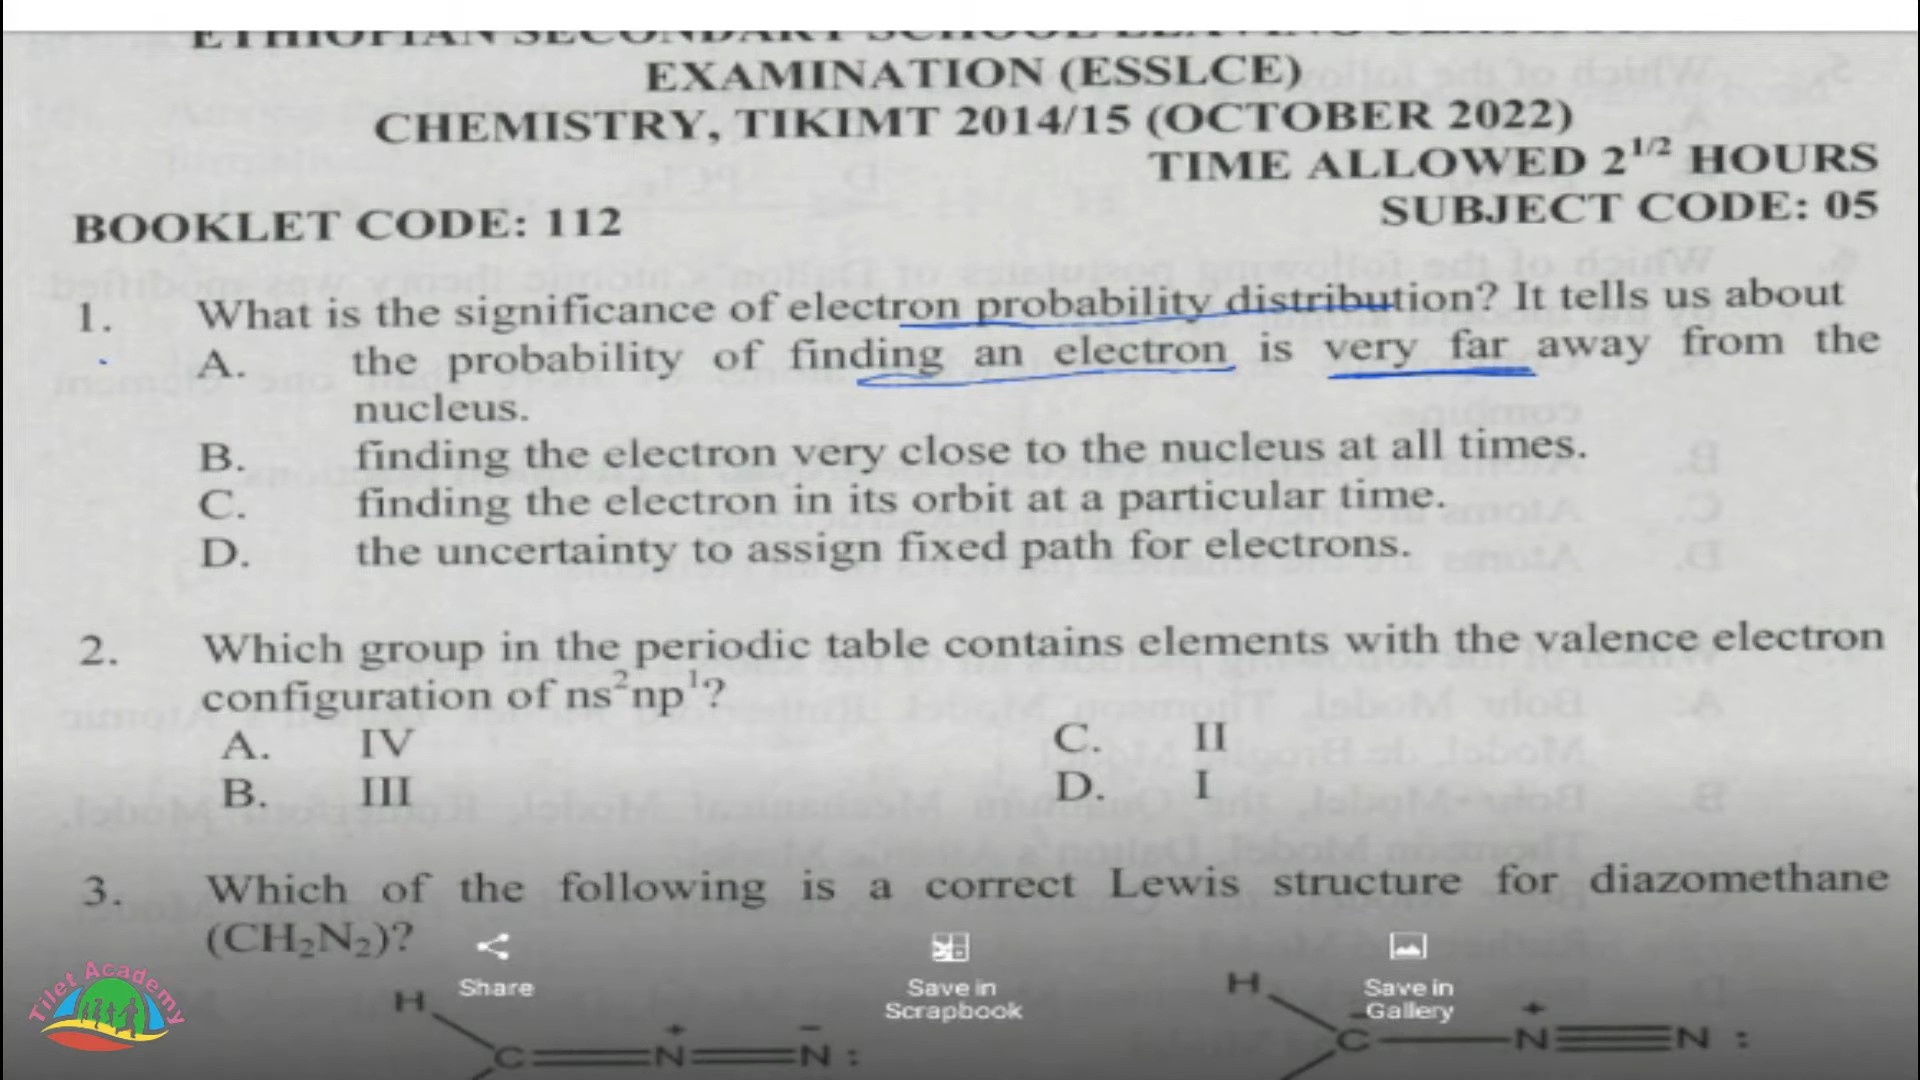 ETHIOPIAN SECONDARY SCHOOL LEAVING
EXAMINATION (ESSLCE)
CHEMISTRY, TIKIMT 2014/15 (OCTOBER 2022)
TIME ALLOWED 2^1/2 HOURS
BOOKLET CODE: 112
SUBJECT CODE: 05
1. What is the significance of electron probability distribution? It tells us about
A. the probability of finding an electron is very far away from the
nucleus.
B. finding the electron very close to the nucleus at all times.
C. finding the electron in its orbit at a particular time.
D. the uncertainty to assign fixed path for electrons.
2. Which group in the periodic table contains elements with the valence electron
configuration of ns²np¹?
A. IV C. II
B. III D. I
3. Which of the following is a correct Lewis structure for diazomethane
(CH₂N₂)?
Share
Save in
Scrapbook
Save in
Gallery
Tilet Academy
H H
C N + N − :
− C N + N :